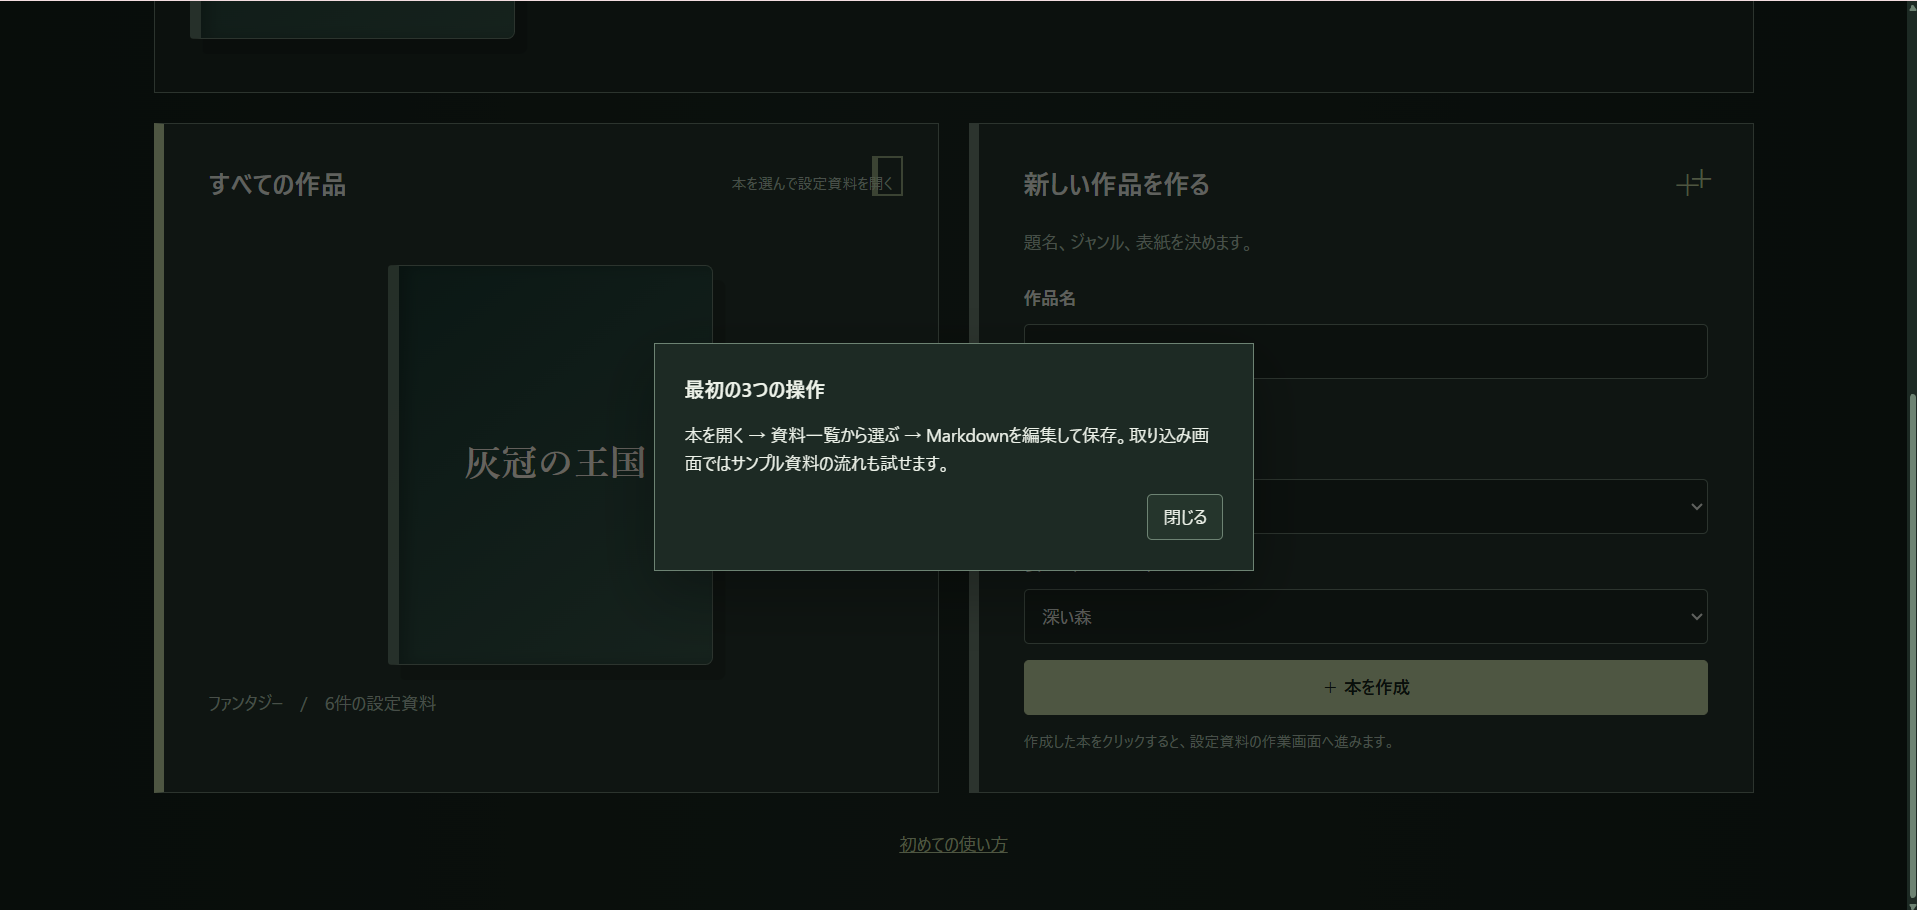 すべての作品
本を選んで設定資料を開く
灰冠の王国
ファンタジー / 6件の設定資料
新しい作品を作る
題名、ジャンル、表紙を決めます。
作品名
最初の3つの操作
本を開く → 資料一覧から選ぶ → Markdownを編集して保存。取り込み画
面ではサンプル資料の流れも試せます。
閉じる
深い森
＋ 本を作成
作成した本をクリックすると、設定資料の作業画面へ進みます。
初めての使い方